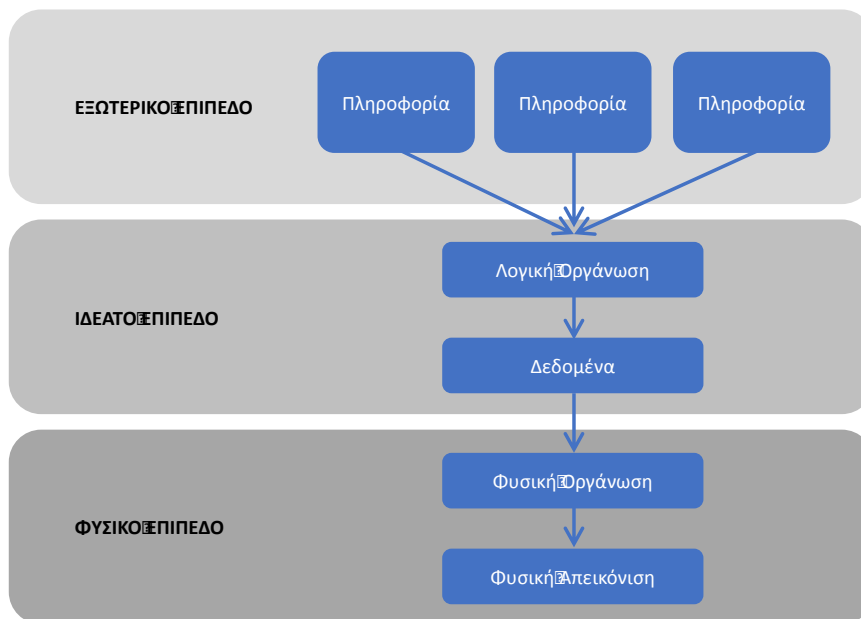 ΕΞΩΤΕΡΙΚΟ ΕΠΙΠΕΔΟ
Πληροφορία
Πληροφορία
Πληροφορία
ΙΔΕΑΤΟ ΕΠΙΠΕΔΟ
Λογική Οργάνωση
Δεδομένα
ΦΥΣΙΚΟ ΕΠΙΠΕΔΟ
Φυσική Οργάνωση
Φυσική Απεικόνιση